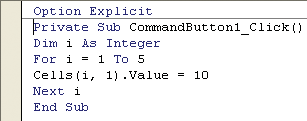 Option Explicit
Private Sub CommandButton1_Click()
Dim i As Integer
For i = 1 To 5
Cells(i, 1).Value = 10
Next i
End Sub